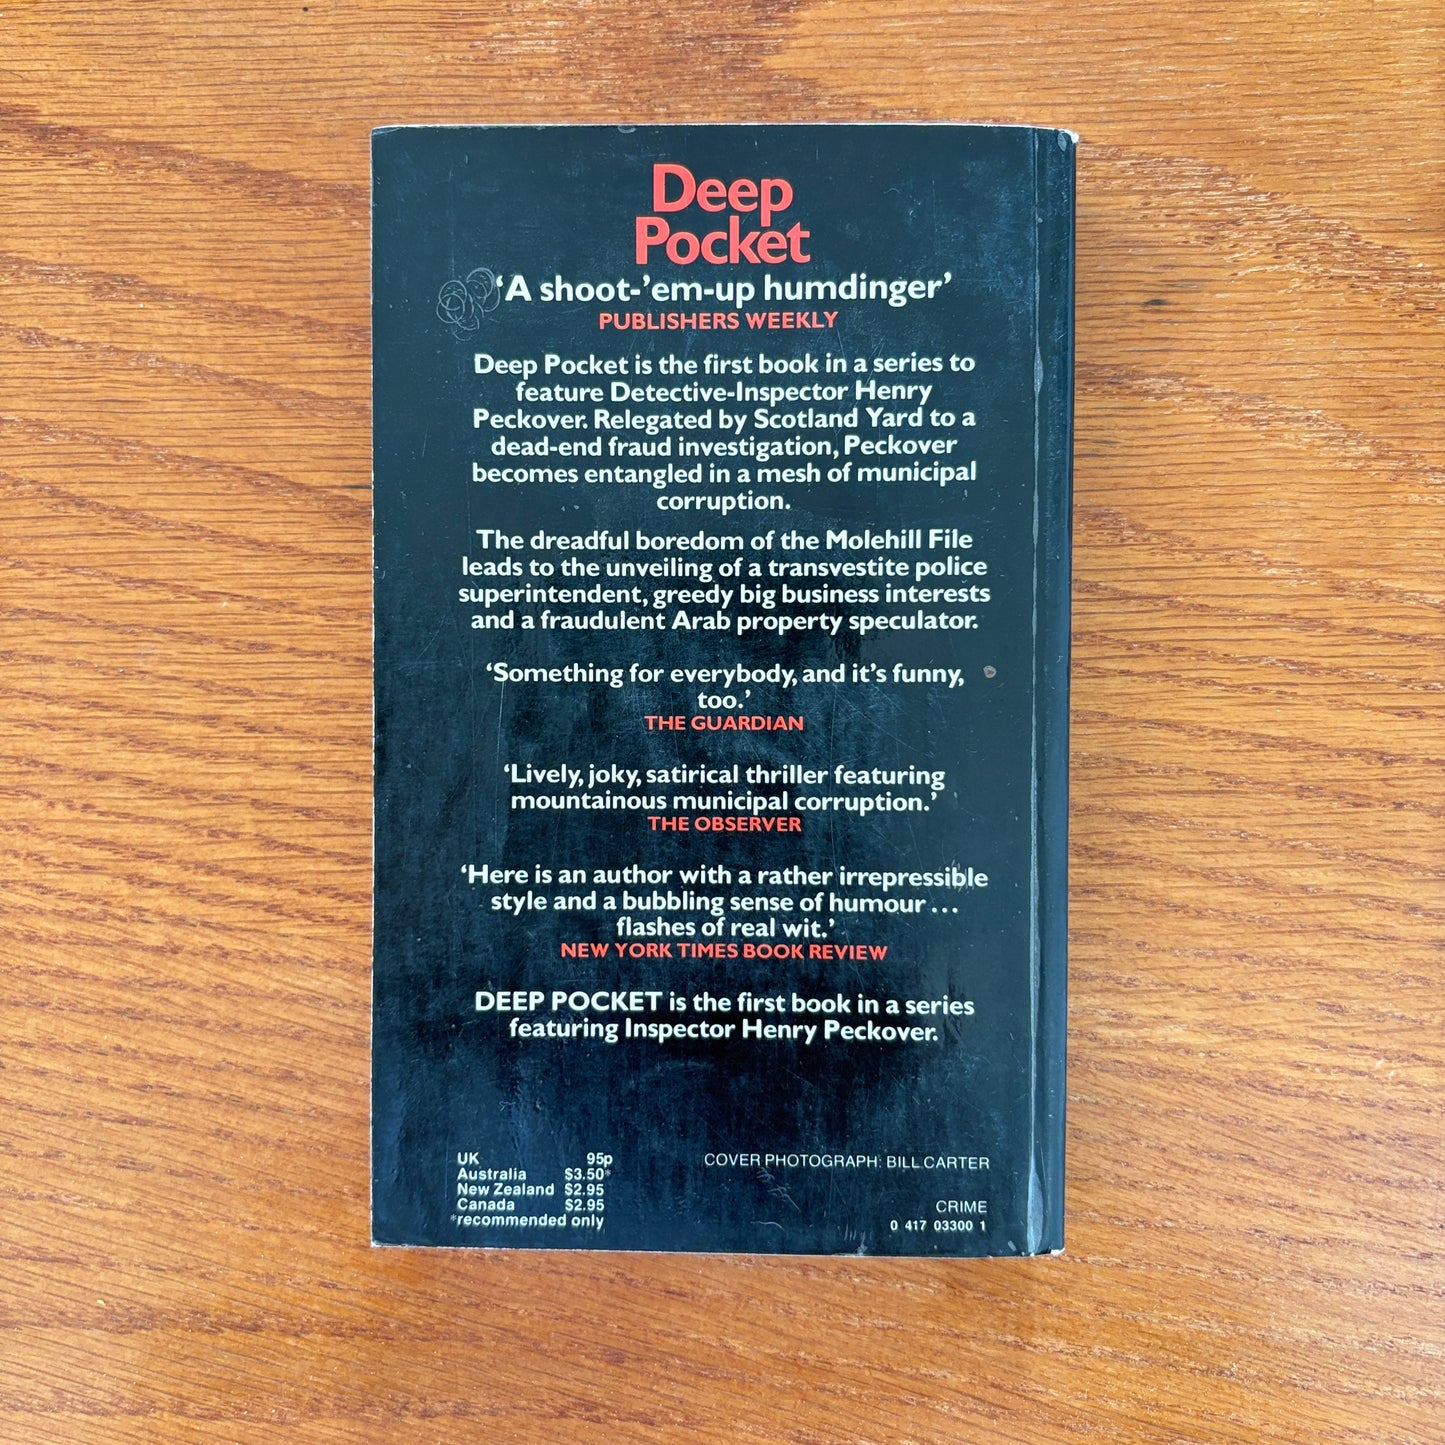 Deep
Pocket
‘A shoot-’em-up humdinger’
PUBLISHERS WEEKLY
Deep Pocket is the first book in a series to
feature Detective-Inspector Henry
Peckover. Relegated by Scotland Yard to a
dead-end fraud investigation, Peckover
becomes entangled in a mesh of municipal
corruption.
The dreadful boredom of the Molehill File
leads to the unveiling of a transvestite police
superintendent, greedy big business interests
and a fraudulent Arab property speculator.
‘Something for everybody, and it’s funny,
too.’
THE GUARDIAN
‘Lively, joky, satirical thriller featuring
mountainous municipal corruption.’
THE OBSERVER
‘Here is an author with a rather irrepressible
style and a bubbling sense of humour ...
flashes of real wit.’
NEW YORK TIMES BOOK REVIEW
DEEP POCKET is the first book in a series
featuring Inspector Henry Peckover.
UK 95p
Australia $3.50*
New Zealand $2.95
Canada $2.95
*recommended only
COVER PHOTOGRAPH: BILL CARTER
CRIME
0 417 03300 1